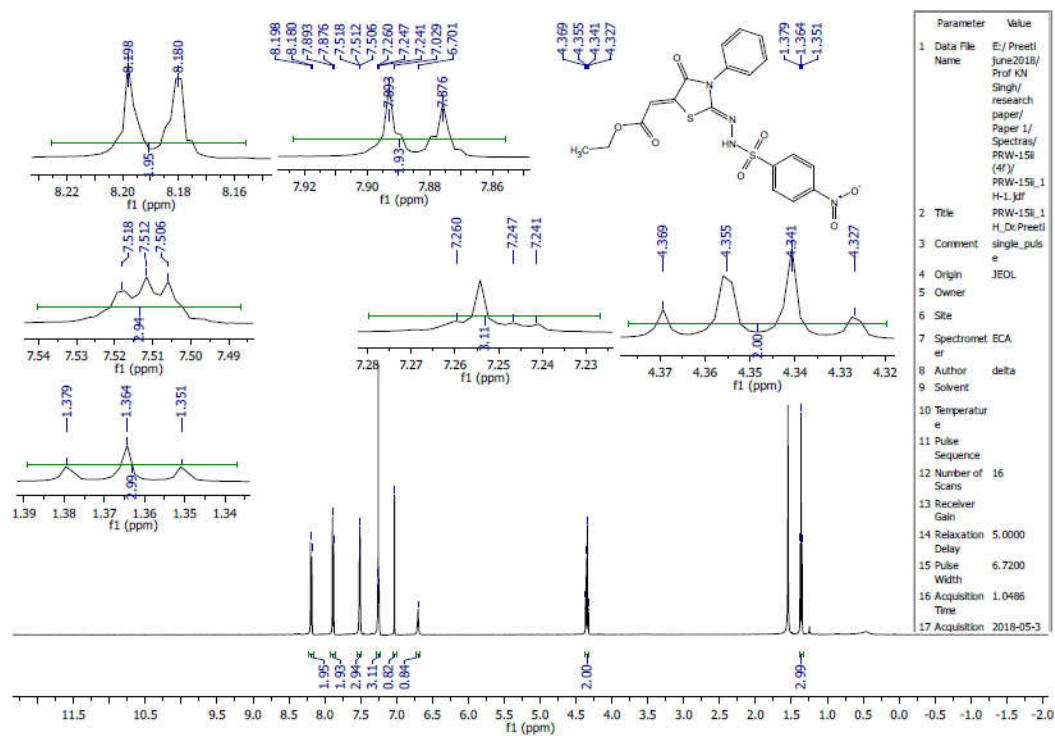 8.198
8.180
7.893
7.876
7.518
7.512
7.506
7.260
7.247
7.241
7.029
6.701
4.369
4.355
4.341
4.327
1.379
1.364
1.351
8.198
8.180
1.95
8.22 8.20 8.18 8.16
f1 (ppm)
7.893
7.876
1.93
7.92 7.90 7.88 7.86
f1 (ppm)
O
N
S
N
HN
S
O
O
N+
O-
O
O
O
H3C
7.518
7.512
7.506
2.94
7.54 7.53 7.52 7.51 7.50 7.49
f1 (ppm)
7.260
7.247
7.241
3.11
7.28 7.27 7.26 7.25 7.24 7.23
f1 (ppm)
4.369
4.355
4.341
4.327
2.00
4.37 4.36 4.35 4.34 4.33 4.32
f1 (ppm)
1.379
1.364
1.351
2.99
1.39 1.38 1.37 1.36 1.35 1.34
f1 (ppm)
Parameter Value
1 Data File Name E:/ Preeti june2018/ Prof KN Singh/ research paper/ Paper 1/ Spectras/ PRW-15ii (4f)/ PRW-15ii_1H-1.jdf
2 Title PRW-15ii_1H_Dr.Preeti
3 Comment single_pulse
4 Origin JEOL
5 Owner
6 Site
7 Spectrometer ECA
8 Author delta
9 Solvent
10 Temperature
11 Pulse Sequence
12 Number of Scans 16
13 Receiver Gain
14 Relaxation Delay 5.0000
15 Pulse Width 6.7200
16 Acquisition Time 1.0486
17 Acquisition 2018-05-3
1.95
1.93
2.94
3.11
0.82
0.84
2.00
2.99
11.5 10.5 9.5 9.0 8.5 8.0 7.5 7.0 6.5 6.0 5.5 5.0 4.5 4.0 3.5 3.0 2.5 2.0 1.5 1.0 0.5 0.0 -0.5 -1.0 -1.5 -2.0
f1 (ppm)